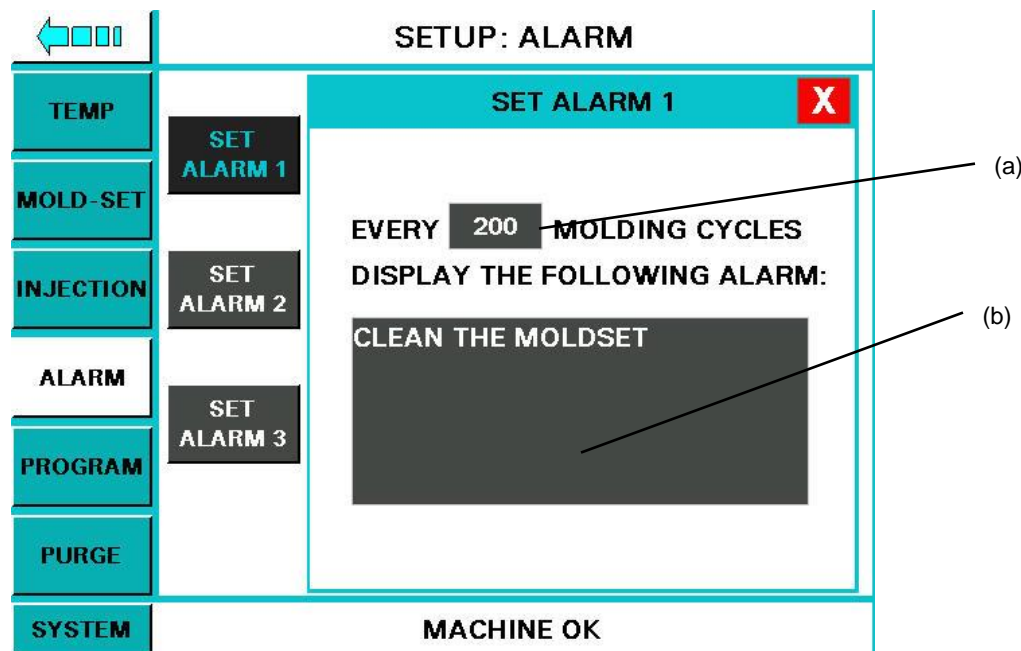 SETUP: ALARM
TEMP
MOLD-SET
INJECTION
ALARM
PROGRAM
PURGE
SYSTEM
SET
ALARM 1
SET
ALARM 2
SET
ALARM 3
SET ALARM 1
X
EVERY 200 MOLDING CYCLES
DISPLAY THE FOLLOWING ALARM:
CLEAN THE MOLDSET
(a)
(b)
MACHINE OK